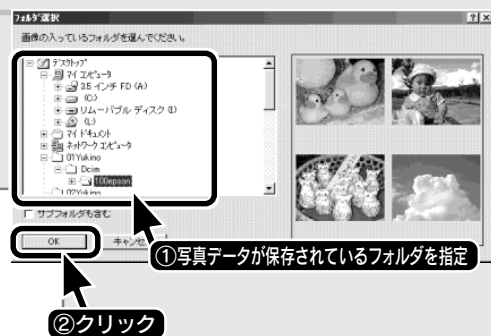 フォルダ選択
画像の入っているフォルダを選んでください。
デスクトップ
マイ コンピュータ
3.5 インチ FD (A)
(C:)
リムーバブル ディスク (I)
(L:)
マイ ドキュメント
ネットワーク コンピュータ
01Yukino
Dcim
100epson
02Yukino
サブフォルダも含む
OK
キャンセ
①写真データが保存されているフォルダを指定
②クリック